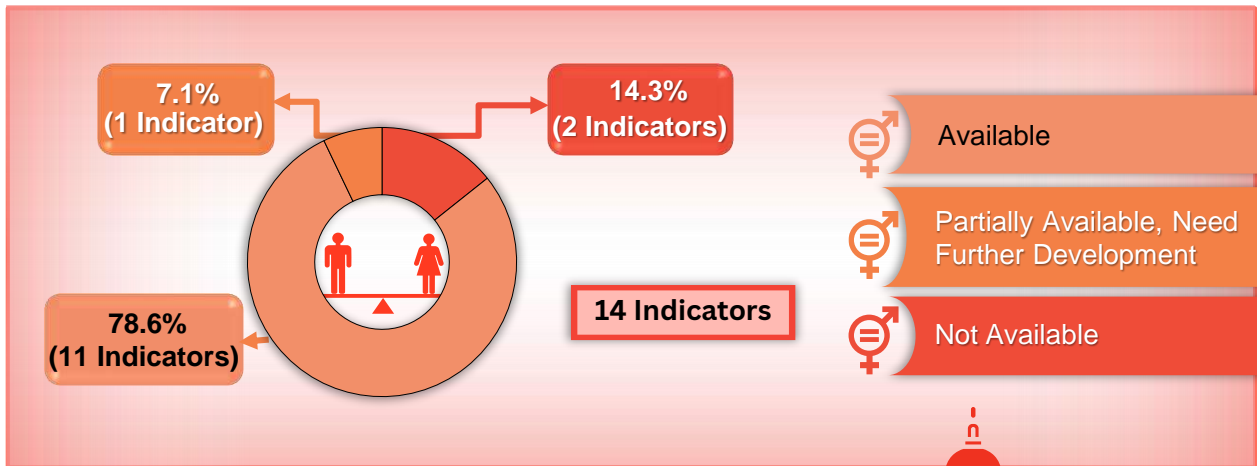 7.1%
(1 Indicator)
14.3%
(2 Indicators)
78.6%
(11 Indicators)
14 Indicators
Available
Partially Available, Need
Further Development
Not Available